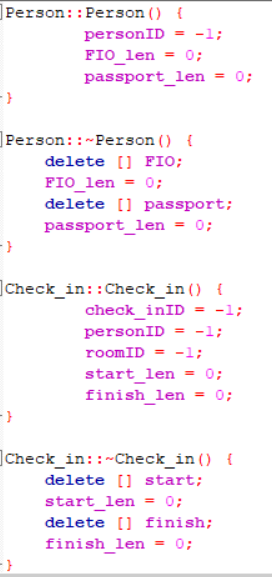 Person::Person() {
personID = -1;
FIO_len = 0;
passport_len = 0;
}
Person::~Person() {
delete [] FIO;
FIO_len = 0;
delete [] passport;
passport_len = 0;
}
Check_in::Check_in() {
check_inID = -1;
personID = -1;
roomID = -1;
start_len = 0;
finish_len = 0;
}
Check_in::~Check_in() {
delete [] start;
start_len = 0;
delete [] finish;
finish_len = 0;
}